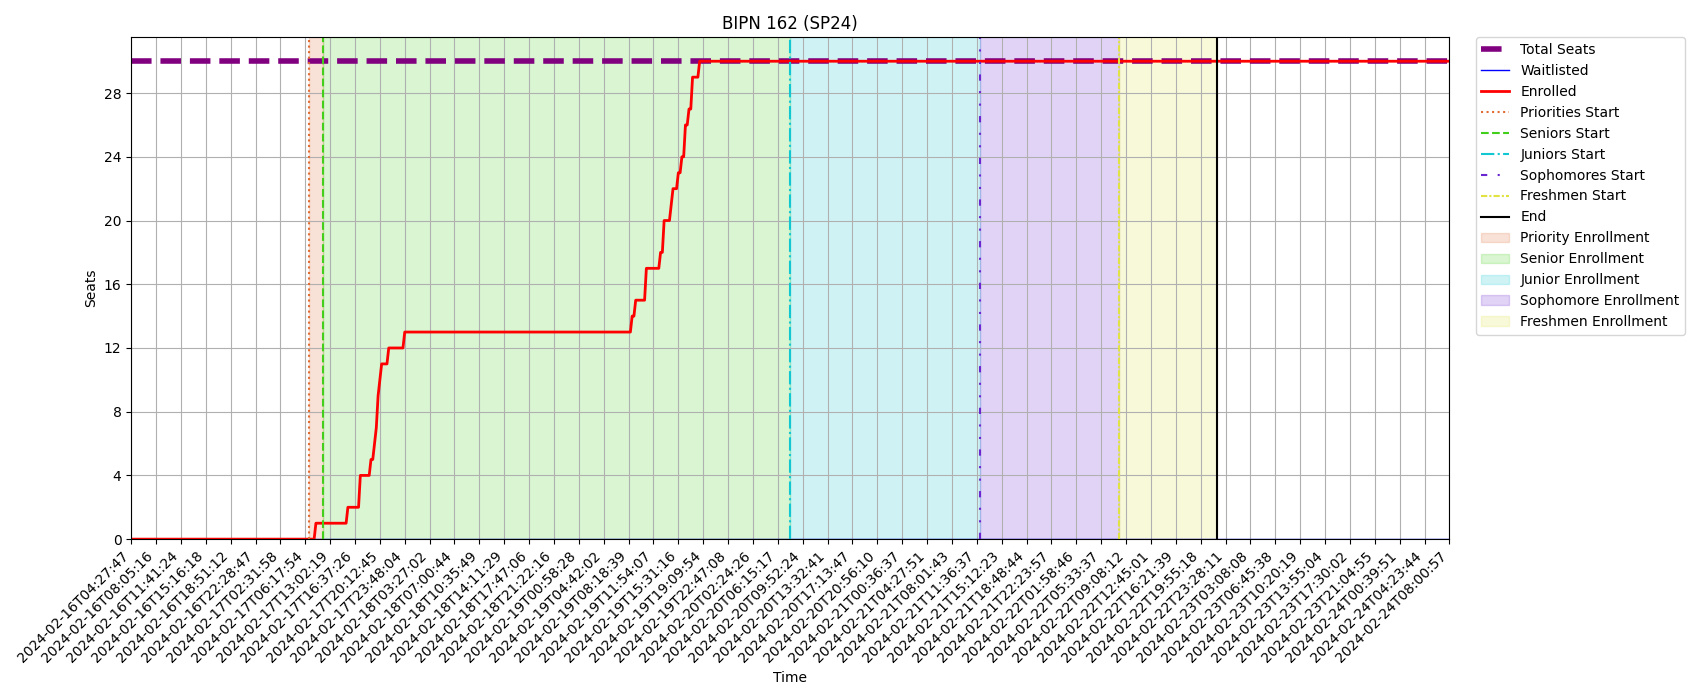 BIPN 162 (SP24)
Seats
28
24
20
16
12
8
4
0
2024-02-16T04:27:47
2024-02-16T08:05:16
2024-02-16T11:41:24
2024-02-16T15:16:18
2024-02-16T18:51:12
2024-02-16T22:28:47
2024-02-17T02:31:58
2024-02-17T06:17:54
2024-02-17T13:02:19
2024-02-17T16:37:26
2024-02-17T20:12:45
2024-02-17T23:48:04
2024-02-18T03:27:02
2024-02-18T07:00:44
2024-02-18T10:35:49
2024-02-18T14:11:29
2024-02-18T17:47:06
2024-02-18T21:22:16
2024-02-19T00:58:28
2024-02-19T04:42:02
2024-02-19T08:18:39
2024-02-19T11:54:07
2024-02-19T15:31:16
2024-02-19T19:09:54
2024-02-19T22:47:08
2024-02-20T02:24:26
2024-02-20T06:15:17
2024-02-20T09:52:24
2024-02-20T13:32:41
2024-02-20T17:13:47
2024-02-20T20:56:10
2024-02-21T00:36:37
2024-02-21T04:27:51
2024-02-21T08:01:43
2024-02-21T11:36:37
2024-02-21T15:12:23
2024-02-21T18:48:44
2024-02-21T22:23:57
2024-02-22T01:58:46
2024-02-22T05:33:37
2024-02-22T09:08:12
2024-02-22T12:45:01
2024-02-22T16:21:39
2024-02-22T19:55:18
2024-02-22T23:28:11
2024-02-23T03:08:08
2024-02-23T06:45:38
2024-02-23T10:20:19
2024-02-23T13:55:04
2024-02-23T17:30:02
2024-02-23T21:04:55
2024-02-24T00:39:51
2024-02-24T04:23:44
2024-02-24T08:00:57
Time
Total Seats
Waitlisted
Enrolled
Priorities Start
Seniors Start
Juniors Start
Sophomores Start
Freshmen Start
End
Priority Enrollment
Senior Enrollment
Junior Enrollment
Sophomore Enrollment
Freshmen Enrollment